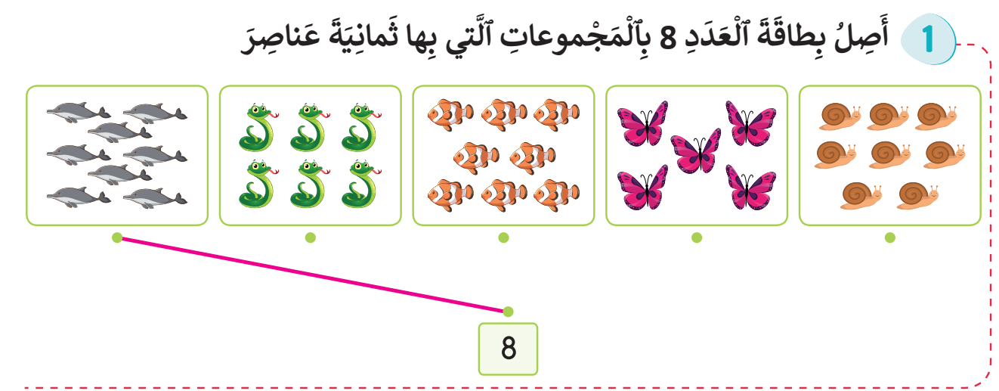 1 أَصِلُ بِطاقَةَ ٱلْعَدَدِ 8 بِٱلْمَجْموعاتِ ٱلَّتي بِها ثَمانِيَةَ عَناصِرَ
8